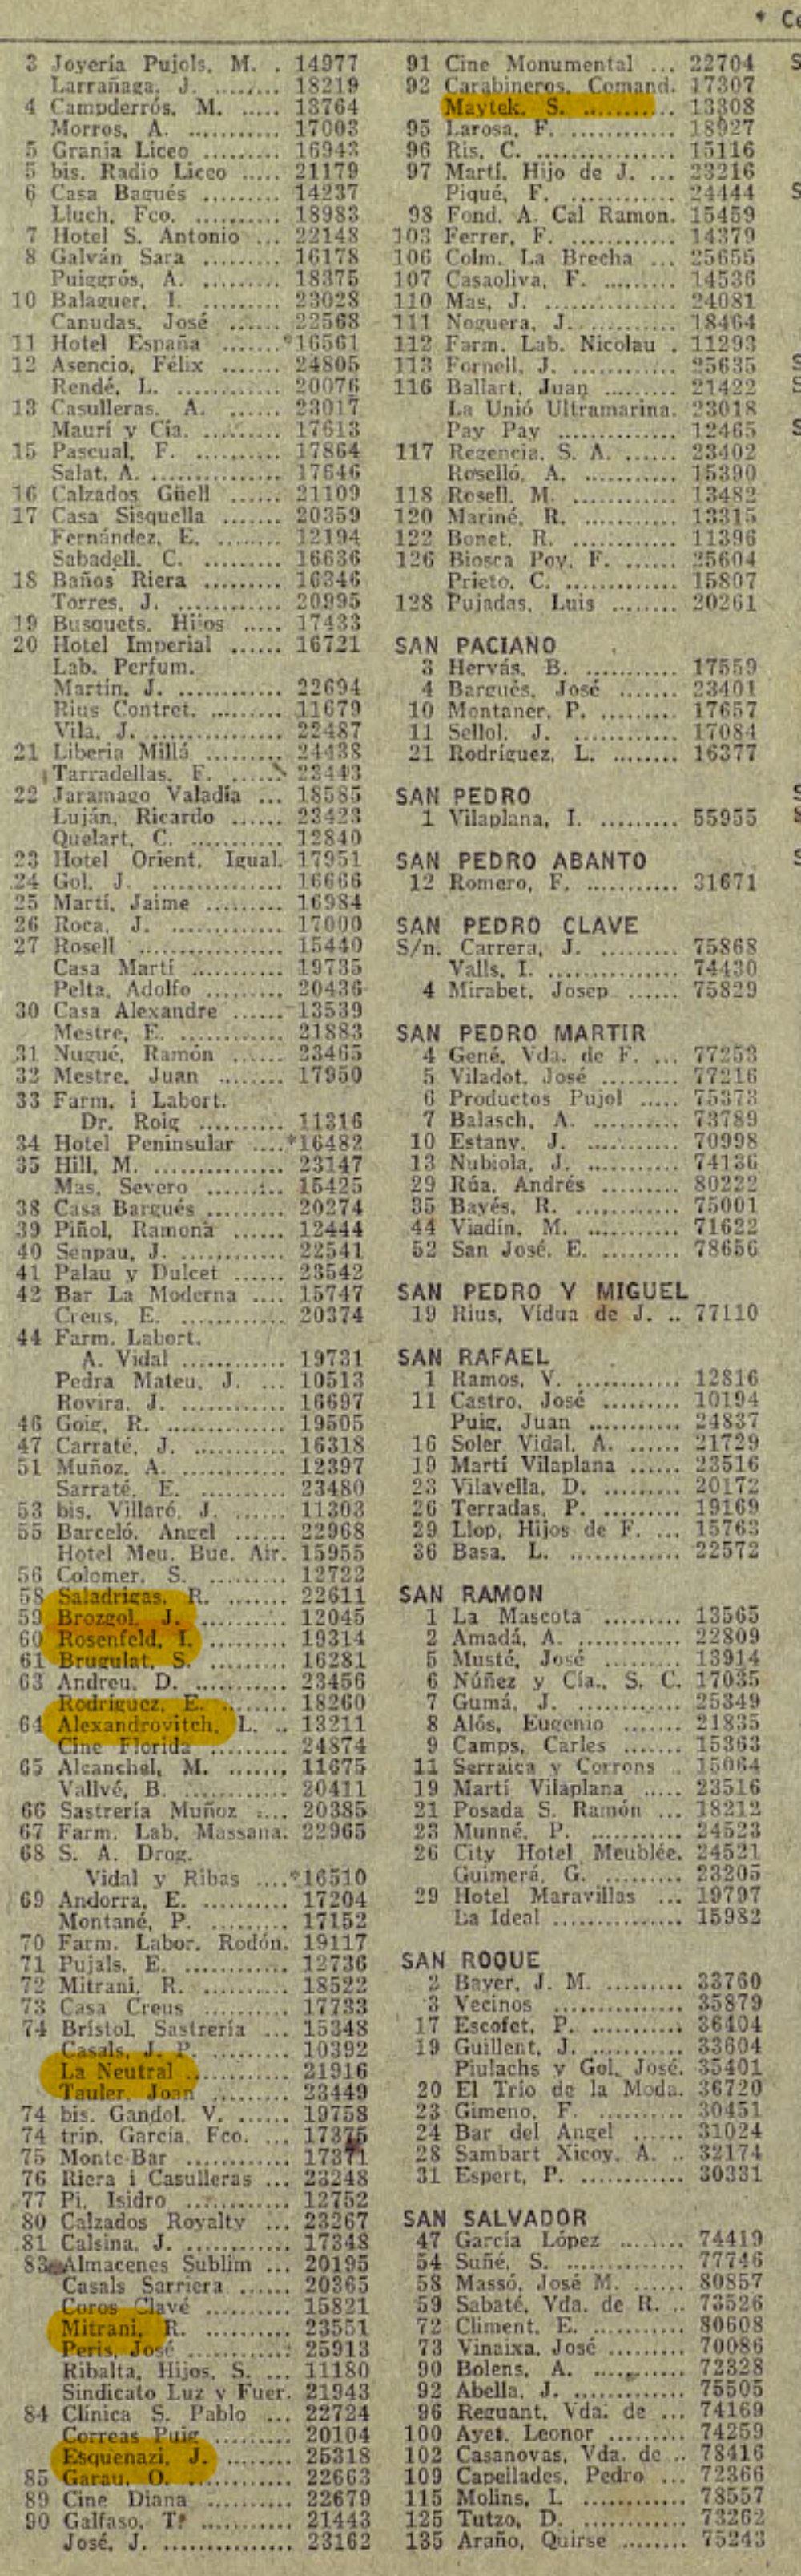 * Ce
3 Joyería Pujols, M. . 14977
Larrañaga, J. ........ 18219
4 Campderrós, M. ..... 13764
Morros, A. ........... 17003
5 Granja Liceo ......... 16943
5 bis. Radio Liceo ..... 21179
6 Casa Bagués ......... 14237
Lluch, Fco. .......... 18983
7 Hotel S. Antonio ... 22148
8 Galván Sara ......... 16178
Puiggrós, A. ......... 18375
10 Balaguer, I. ......... 23028
Canudas, José ...... 22568
11 Hotel España .......*16561
12 Asencio, Félix ....... 24805
Rendé, L. ............ 20076
13 Casulleras, A. ...... 23017
Maurí y Cía. ......... 17613
15 Pascual, F. .......... 17864
Salat, A. ............... 17646
16 Calzados Güell ...... 21109
17 Casa Sisquella ....... 20359
Fernández, E. ........ 12194
Sabadell, C. ......... 16636
18 Baños Riera ......... 16346
Torres, J. ............ 20995
19 Busquets, Hijos ..... 17433
20 Hotel Imperial ...... 16721
Lab. Perfum.
Martin, J. ............ 22694
Rius Contret. ......... 11679
Vila, J. ............... 22487
21 Liberia Millá ......... 24438
Tarradellas, F. ..... 23443
22 Jaramago Valadía ... 18585
Luján, Ricardo ...... 23423
Quelart, C. ........... 12840
23 Hotel Orient. Igual. 17951
24 Gol, J. ............... 16666
25 Martí, Jaime ......... 16984
26 Roca, J. ............. 17000
27 Rosell ............... 15440
Casa Martí .......... 19735
Pelta, Adolfo ......... 20436
30 Casa Alexandre ...... 13539
Mestre, E. ............ 21883
31 Nugué, Ramón ...... 23465
32 Mestre, Juan ........ 17950
33 Farm. i Labort.
Dr. Roig .......... 11316
34 Hotel Peninsular ....*16482
35 Hill, M. .............. 23147
Mas, Severo ......... 15425
38 Casa Bargués ......... 20274
39 Piñol, Ramona ...... 12444
40 Senpau, J. ........... 22541
41 Palau y Dulcet ...... 23542
42 Bar La Moderna .... 15747
Creus, E. ............ 20374
44 Farm. Labort.
A. Vidal ............ 19731
Pedra Mateu, J. ... 10513
Rovira, J. ............ 16697
46 Goig, R. .............. 19505
47 Carraté, J. .......... 16318
51 Muñoz, A. ............ 12397
Sarraté, E. .......... 23480
53 bis. Villaró, J. ...... 11303
55 Barceló, Angel ...... 22968
Hotel Meu. Bue. Air. 15955
56 Colomer, S. ......... 12722
58 Saladrigas, R. ....... 22611
59 Brozgol, J. .......... 12045
60 Rosenfeld, I. ......... 19314
61 Brugulat, S. ......... 16281
63 Andreu, D. ........... 23456
Rodríguez, E. ........ 18260
64 Alexandrovitch, L. .. 13211
Cine Florida ......... 24874
65 Alcanchel, M. ....... 11675
Vallvé, B. ........... 20411
66 Sastrería Muñoz .... 20385
67 Farm. Lab. Massana. 22965
68 S. A. Drog.
Vidal y Ribas ....*16510
69 Andorra, E. .......... 17204
Montané, P. ......... 17152
70 Farm. Labor. Rodón. 19117
71 Pujals, E. ............ 12736
72 Mitrani, R. .......... 18522
73 Casa Creus .......... 17733
74 Brístol, Sastrería ... 15348
Casals, J. P. ......... 10392
La Neutral ........... 21916
Tauler, Joan ......... 23449
74 bis. Gandol, V. ...... 19758
74 trip. García, Fco. ... 17375
75 Monte-Bar ........... 17371
76 Riera i Casulleras ... 23248
77 Pi, Isidro ............ 12752
80 Calzados Royalty ... 23267
81 Calsina, J. ........... 17348
83 Almacenes Sublim ... 20195
Casals Sarriera ...... 20365
Coros Clavé .......... 15821
Mitrani, R. .......... 23551
Peris, José ........... 25913
Ribalta, Hijos, S. ... 11180
Sindicato Luz y Fuer. 21943
84 Clínica S. Pablo ... 22724
Correas Puig ......... 20104
Esquenazi, J. ........ 25318
85 Garau, O. ............ 22663
89 Cine Diana .......... 22679
90 Galfaso, Tª .......... 21443
José, J. ............... 23162
91 Cine Monumental ... 22704
92 Carabineros, Comand. 17307
Maytek, S. .......... 13308
95 Larosa, F. ........... 18927
96 Ris, C. ............... 15116
97 Martí, Hijo de J. ... 23216
Piqué, F. ............ 24444
98 Fond. A. Cal Ramon. 15459
103 Ferrer, F. ............ 14379
106 Colm. La Brecha ... 25655
107 Casaoliva, F. ......... 14536
110 Mas, J. .............. 24081
111 Noguera, J. .......... 18464
112 Farm. Lab. Nicolau . 11293
113 Fornell, J. ........... 25635
116 Ballart, Juan ........ 21422
La Unió Ultramarina. 23018
Pay Pay ............. 12465
117 Regencia, S. A. ...... 23402
Roselló, A. .......... 15390
118 Rosell, M. ........... 13482
120 Mariné, R. ........... 13315
122 Bonet, R. ............ 11396
126 Biosca Poy, F. ...... 25604
Prieto, C. ............ 15807
128 Pujadas, Luis ........ 20261
SAN PACIANO
3 Hervás, B. ........... 17559
4 Bargués, José ....... 23401
10 Montaner, P. ......... 17657
11 Sellol, J. ............ 17084
21 Rodríguez, L. ........ 16377
SAN PEDRO
1 Vilaplana, I. ......... 55955
SAN PEDRO ABANTO
12 Romero, F. ........... 31671
SAN PEDRO CLAVE
S/n. Carrera, J. ......... 75868
Valls, I. .............. 74430
4 Mirabet, Josep ...... 75829
SAN PEDRO MARTIR
4 Gené, Vda. de F. ... 77253
5 Viladot, José ......... 77216
6 Productos Pujol ..... 75373
7 Balasch, A. .......... 73789
10 Estany, J. ............ 70998
13 Nubiola, J. ........... 74136
29 Rúa, Andrés ......... 80222
35 Bayés, R. ............ 75001
44 Viadín, M. ........... 71622
52 San José, E. ......... 78656
SAN PEDRO Y MIGUEL
19 Rius, Vídua de J. .. 77110
SAN RAFAEL
1 Ramos, V. ............ 12816
11 Castro, José ......... 10194
Puig, Juan ........... 24837
16 Soler Vidal, A. ...... 21729
19 Martí Vilaplana ...... 23516
23 Vilavella, D. ......... 20172
26 Terradas, P. ......... 19169
29 Llop, Hijos de F. ... 15763
36 Basa, L. ............. 22572
SAN RAMON
1 La Mascota ......... 13565
2 Amadá, A. ........... 22809
5 Musté, José ......... 13914
6 Núñez y Cía., S. C. 17035
7 Gumá, J. ............ 25349
8 Alós, Eugenio ....... 21835
9 Camps, Carles ....... 15363
11 Serraica y Corrons .. 15064
19 Martí Vilaplana ..... 23516
21 Posada S. Ramón ... 18212
23 Munné, P. ........... 24523
26 City Hotel Meublée. 24521
Guimerá, G. ......... 23205
29 Hotel Maravillas ... 19797
La Ideal ............... 15982
SAN ROQUE
2 Bayer, J. M. ......... 33760
3 Vecinos .............. 35879
17 Escofet, P. ........... 36404
19 Guillent, J. .......... 33604
Piulachs y Gol, José. 35401
20 El Trío de la Moda. 36720
23 Gimeno, F. .......... 30451
24 Bar del Angel ...... 31024
28 Sambart Xicoy, A. .. 32174
31 Espert, P. ............ 30331
SAN SALVADOR
47 García López ........ 74419
54 Suñé, S. ............. 77746
58 Massó, José M. ...... 80857
59 Sabaté, Vda. de R. .. 73526
72 Climent, E. .......... 80608
73 Vinaixa, José ......... 70086
90 Bolens, A. ........... 72328
92 Abella, J. ............. 75505
96 Reguant, Vda. de ... 74169
100 Ayet, Leonor ......... 74259
102 Casanovas, Vda. de .. 78416
109 Capellades, Pedro ... 72366
115 Molins, I. ............ 78557
125 Tutzo, D. ............ 73262
135 Araño, Quirse ........ 75243